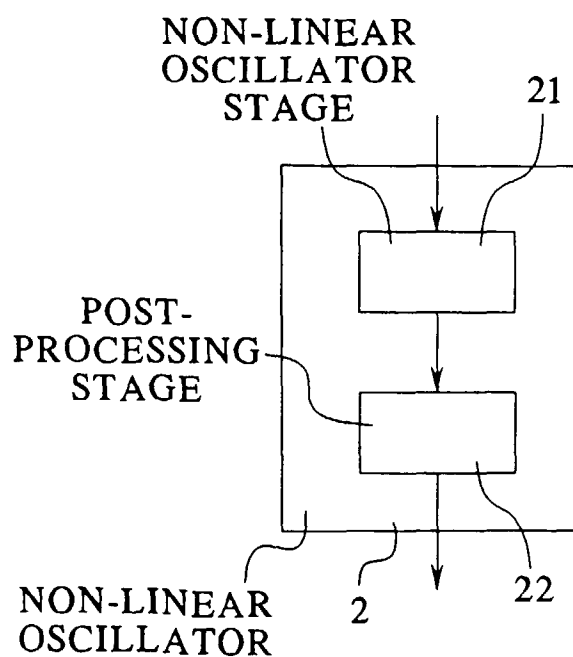 NON-LINEAR
OSCILLATOR
STAGE
21
POST-
PROCESSING
STAGE
NON-LINEAR
OSCILLATOR
2
22